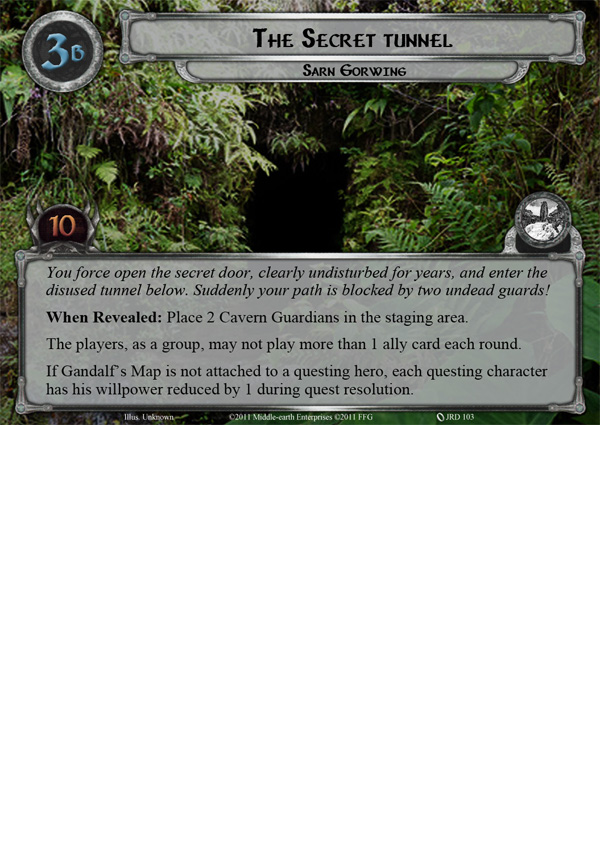 3B
The Secret tunnel
Sarn Gorwing
10
You force open the secret door, clearly undisturbed for years, and enter the
disused tunnel below. Suddenly your path is blocked by two undead guards!
When Revealed: Place 2 Cavern Guardians in the staging area.
The players, as a group, may not play more than 1 ally card each round.
If Gandalf's Map is not attached to a questing hero, each questing character
has his willpower reduced by 1 during quest resolution.
Illus. Unknown
©2011 Middle-earth Enterprises ©2011 FFG
JRD 103